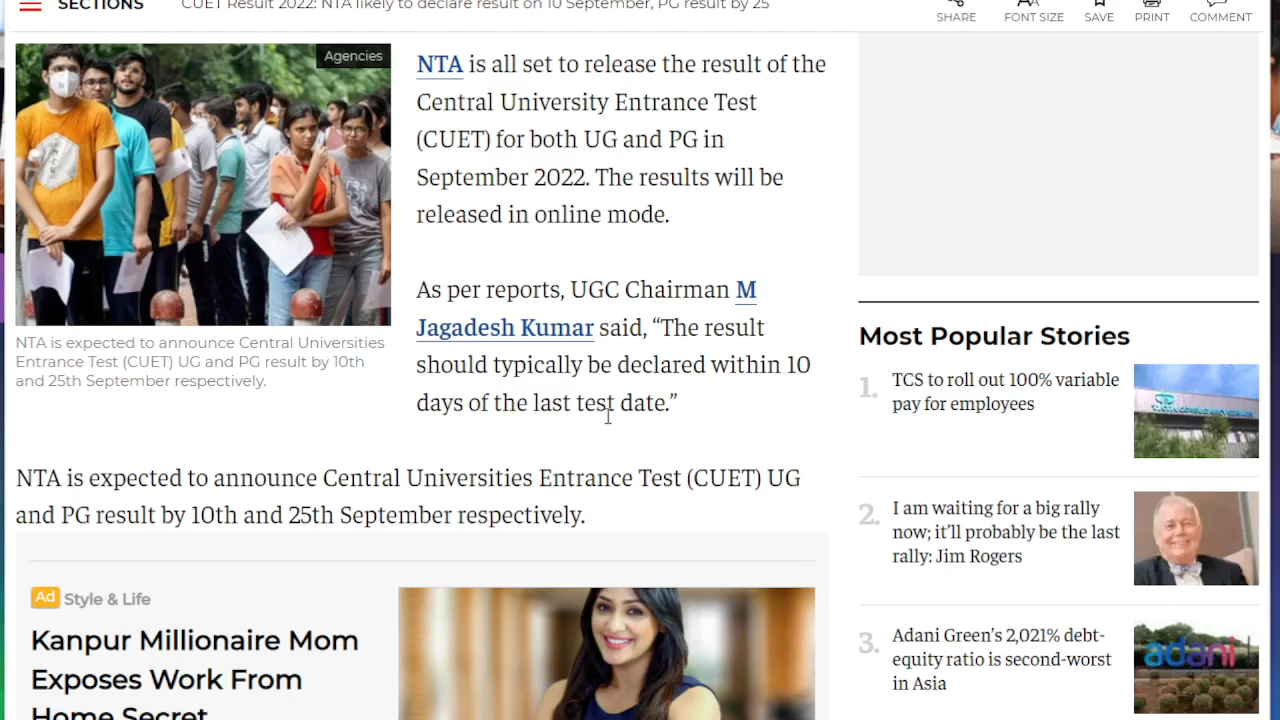 SECTIONS
CUET Result 2022: NTA likely to declare result on 10 September, PG result by 25
SHARE
FONT SIZE
SAVE
PRINT
COMMENT
Agencies
NTA is expected to announce Central Universities
Entrance Test (CUET) UG and PG result by 10th
and 25th September respectively.
NTA is all set to release the result of the
Central University Entrance Test
(CUET) for both UG and PG in
September 2022. The results will be
released in online mode.
As per reports, UGC Chairman M
Jagadesh Kumar said, “The result
should typically be declared within 10
days of the last test date.”
NTA is expected to announce Central Universities Entrance Test (CUET) UG
and PG result by 10th and 25th September respectively.
Ad Style & Life
Kanpur Millionaire Mom
Exposes Work From
Home Secret
Most Popular Stories
1. TCS to roll out 100% variable
pay for employees
2. I am waiting for a big rally
now; it’ll probably be the last
rally: Jim Rogers
3. Adani Green’s 2,021% debt-
equity ratio is second-worst
in Asia
adani